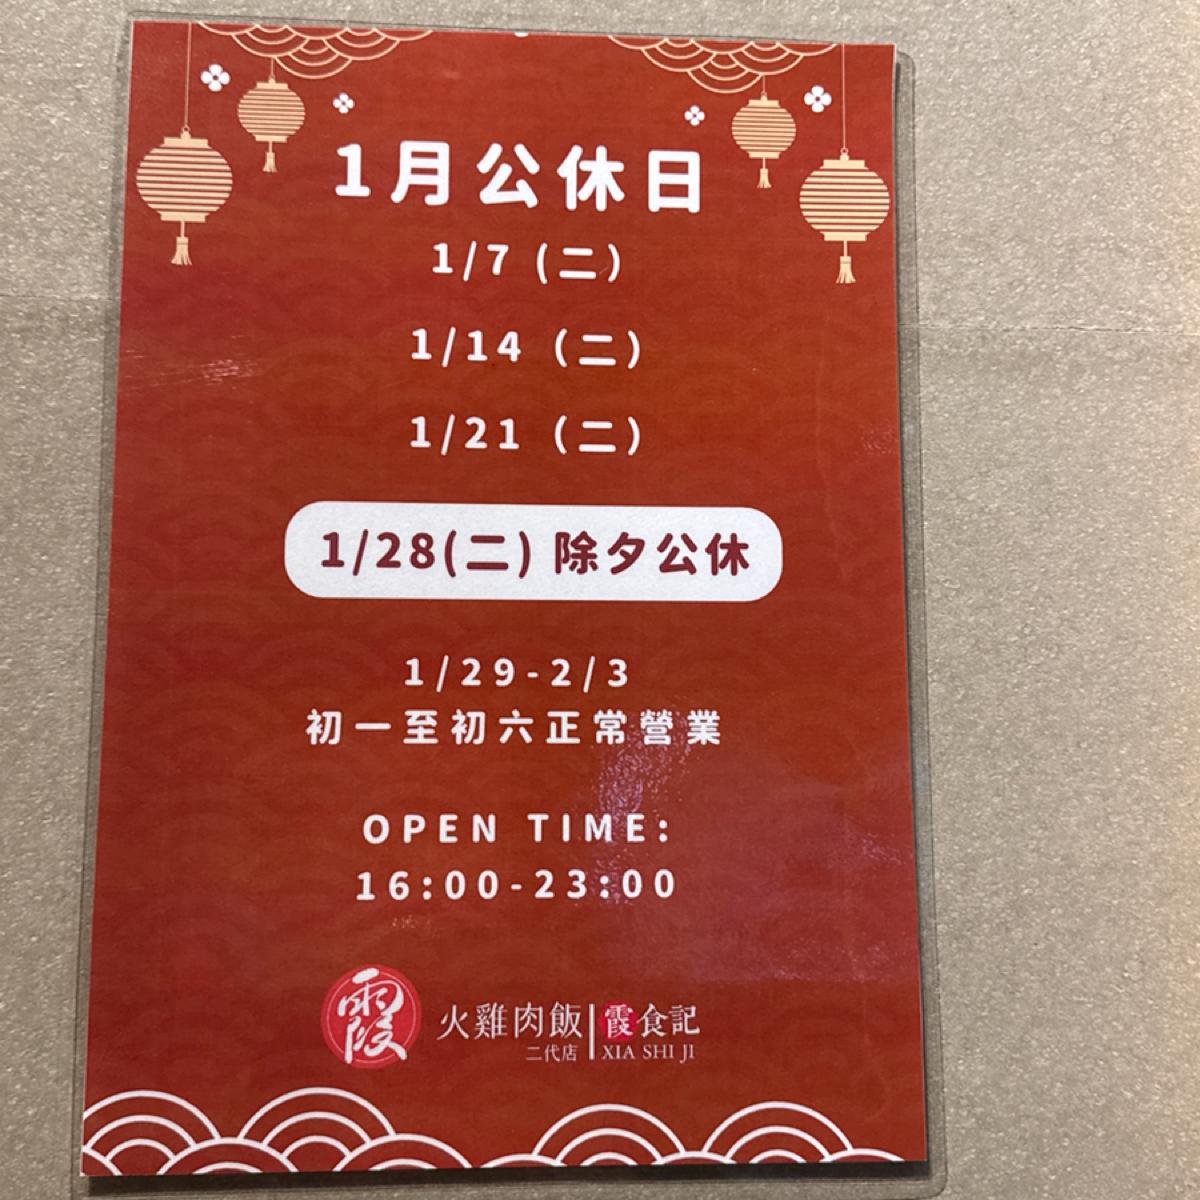 1月公休日
1/7 (二)
1/14 (二)
1/21 (二)
1/28(二) 除夕公休
1/29-2/3
初一至初六正常營業
OPEN TIME:
16:00-23:00
霞
火雞肉飯
二代店
霞食記
XIA SHI JI